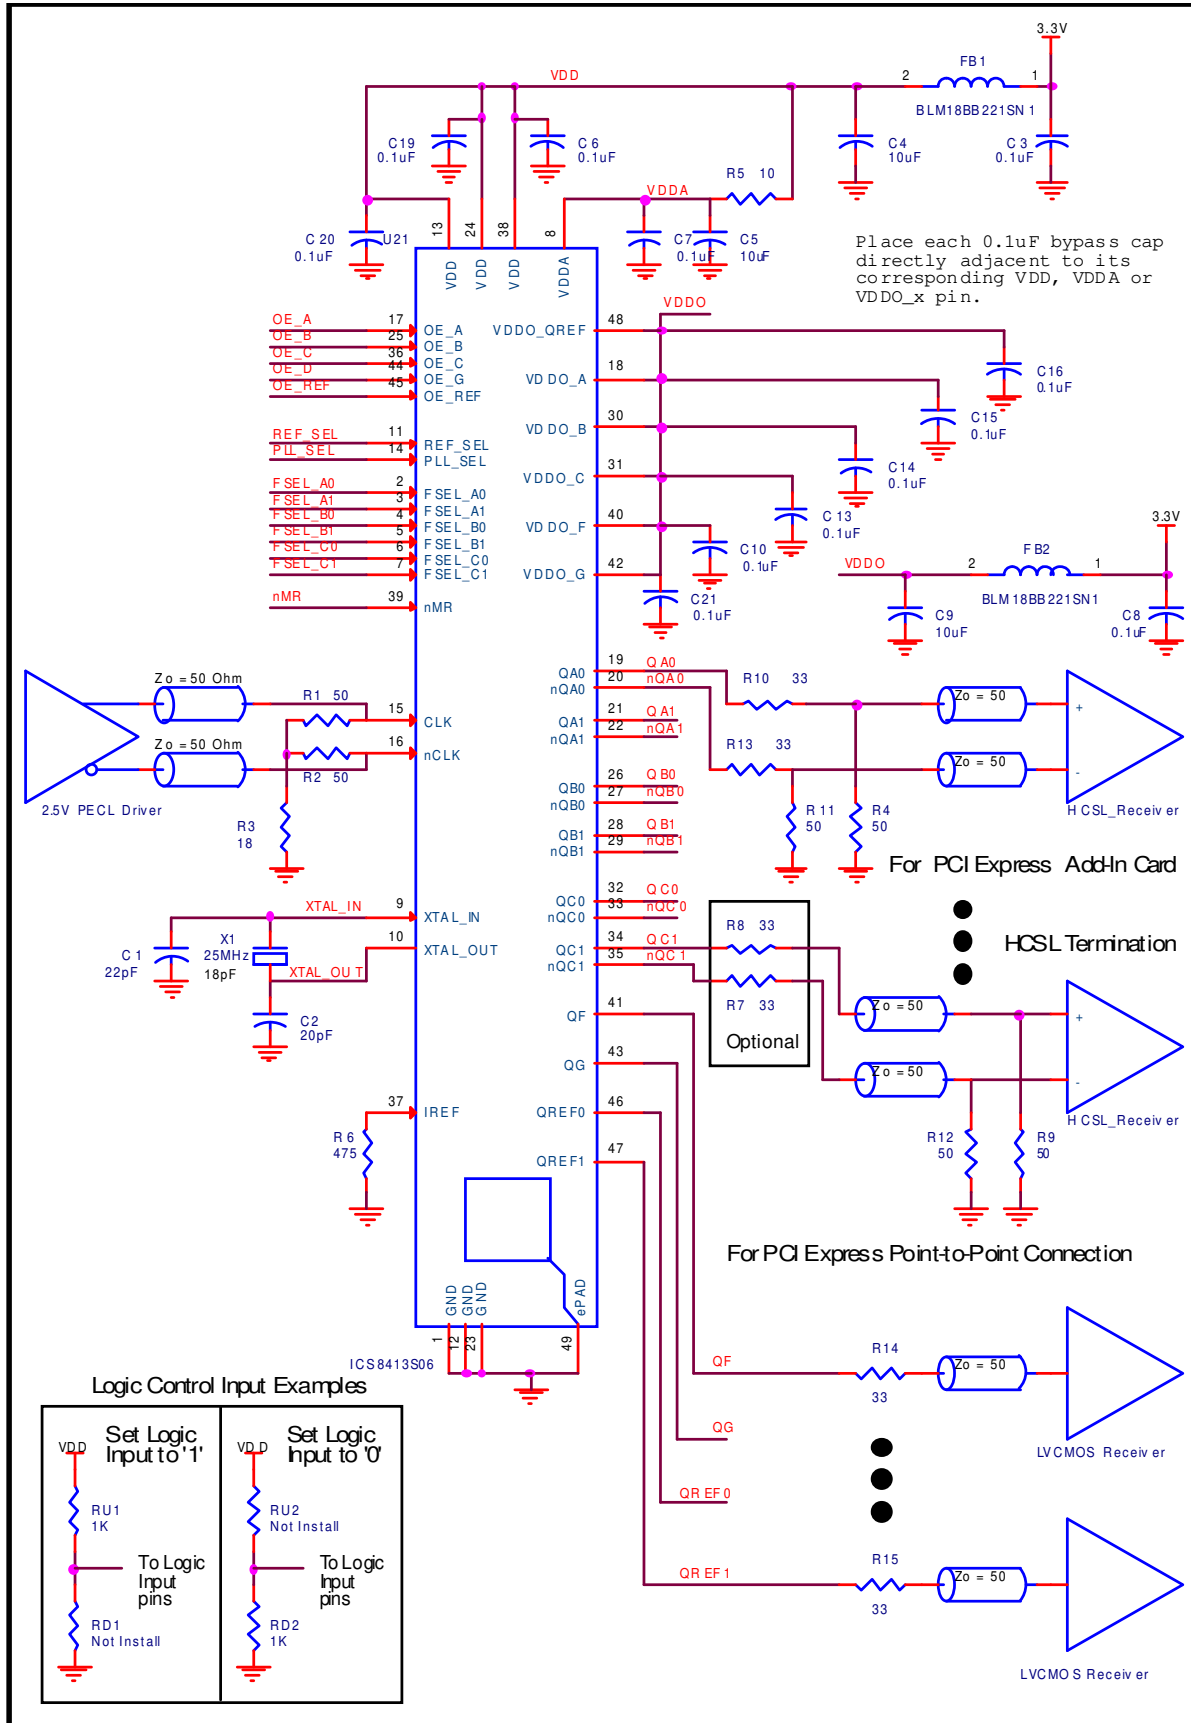 3.3V
VDD
2
FB1
1
BLM18BB221SN1
C19
0.1uF
C6
0.1uF
C4
10uF
C3
0.1uF
R5 10
VDDA
C20
0.1uF
U21
13
24
38
8
C7
0.1uF
C5
10uF
Place each 0.1uF bypass cap
directly adjacent to its
corresponding VDD, VDDA or
VDDO_x pin.
VDD
VDD
VDD
VDDA
VDDO
OE_A
17
OE_A
OE_B
25
OE_B
OE_C
36
OE_C
OE_D
44
OE_G
OE_REF
45
OE_REF
VDDO_QREF
48
VDDO_A
18
VDDO_B
30
VDDO_C
31
VDDO_F
40
VDDO_G
42
C16
0.1uF
C15
0.1uF
C14
0.1uF
C13
0.1uF
C10
0.1uF
C21
0.1uF
REF_SEL
11
REF_SEL
PLL_SEL
14
PLL_SEL
FSEL_A0
2
FSEL_A0
FSEL_A1
3
FSEL_A1
FSEL_B0
4
FSEL_B0
FSEL_B1
5
FSEL_B1
FSEL_C0
6
FSEL_C0
FSEL_C1
7
FSEL_C1
nMR
39
nMR
3.3V
VDDO
2
FB2
1
BLM18BB221SN1
C9
10uF
C8
0.1uF
Zo = 50 Ohm
R1 50
15
CLK
Zo = 50 Ohm
R2 50
16
nCLK
2.5V PECL Driver
R3
18
QA0
19
QA0
nQA0
20
nQA0
QA1
21
QA1
nQA1
22
nQA1
QB0
26
QB0
nQB0
27
nQB0
QB1
28
QB1
nQB1
29
nQB1
R10 33
Zo = 50
+
R13 33
Zo = 50
-
R11
50
R4
50
HCSL_Receiver
For PCI Express Add-In Card
QC0
32
QC0
nQC0
33
nQC0
QC1
34
QC1
nQC1
35
nQC1
R8 33
R7 33
Optional
HCSL Termination
Zo = 50
+
Zo = 50
-
R12
50
R9
50
HCSL_Receiver
For PCI Express Point-to-Point Connection
XTAL_IN
9
XTAL_IN
10
XTAL_OUT
C1
22pF
X1
25MHz
18pF
XTAL_OUT
C2
20pF
QF
41
QG
43
QREF0
46
QREF1
47
37
IREF
R6
475
GND
GND
GND
ePAD
1
12
23
49
ICS8413S06
QF
R14
33
Zo = 50
LVCMOS Receiver
QG
QREF0
QREF1
R15
33
Zo = 50
LVCMOS Receiver
Logic Control Input Examples
VDD
Set Logic
Input to '1'
RU1
1K
To Logic
Input
pins
RD1
Not Install
VDD
Set Logic
Input to '0'
RU2
Not Install
To Logic
Input
pins
RD2
1K